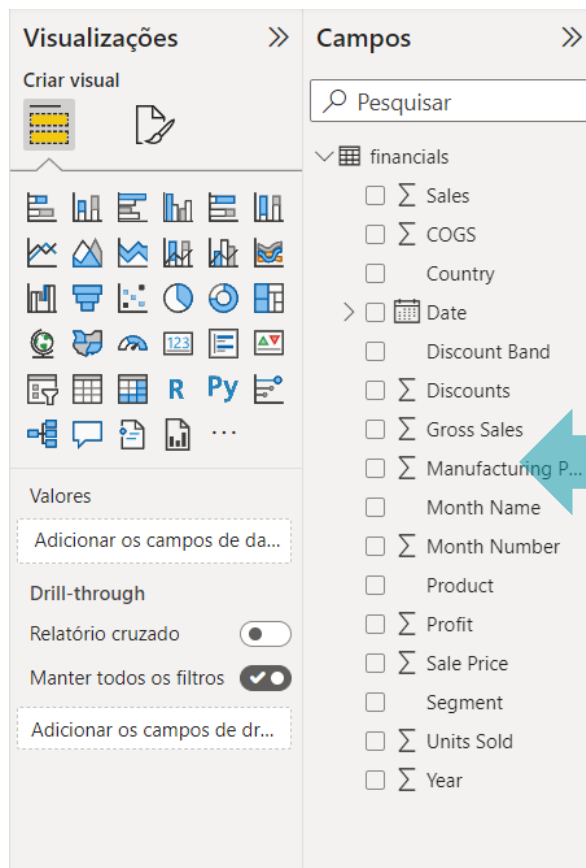 Visualizações
Criar visual
123
R
Py
Valores
Adicionar os campos de da...
Drill-through
Relatório cruzado
Manter todos os filtros
Adicionar os campos de dr...
Campos
Pesquisar
financials
Σ Sales
Σ COGS
Country
Date
Discount Band
Σ Discounts
Σ Gross Sales
Σ Manufacturing P...
Month Name
Σ Month Number
Product
Σ Profit
Σ Sale Price
Segment
Σ Units Sold
Σ Year